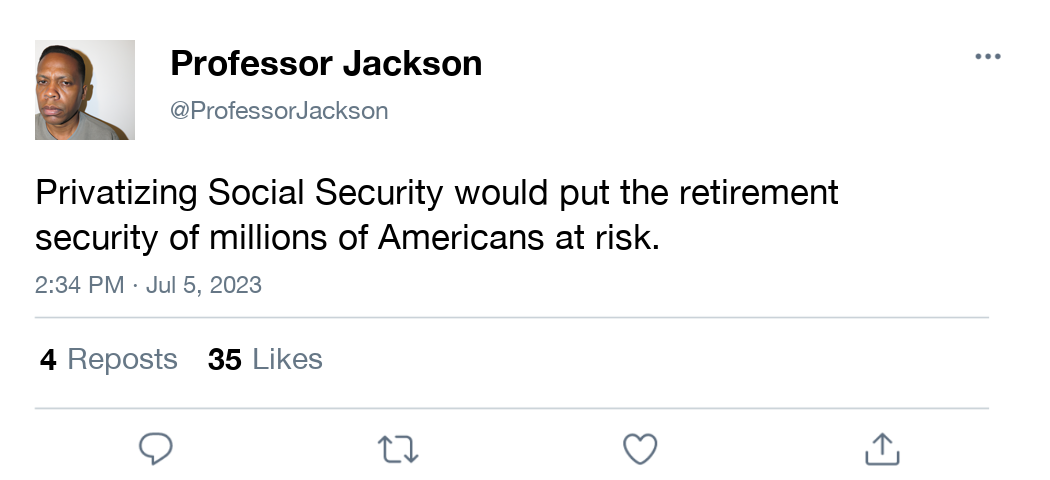 Professor Jackson
@ProfessorJackson
Privatizing Social Security would put the retirement
security of millions of Americans at risk.
2:34 PM · Jul 5, 2023
4 Reposts 35 Likes